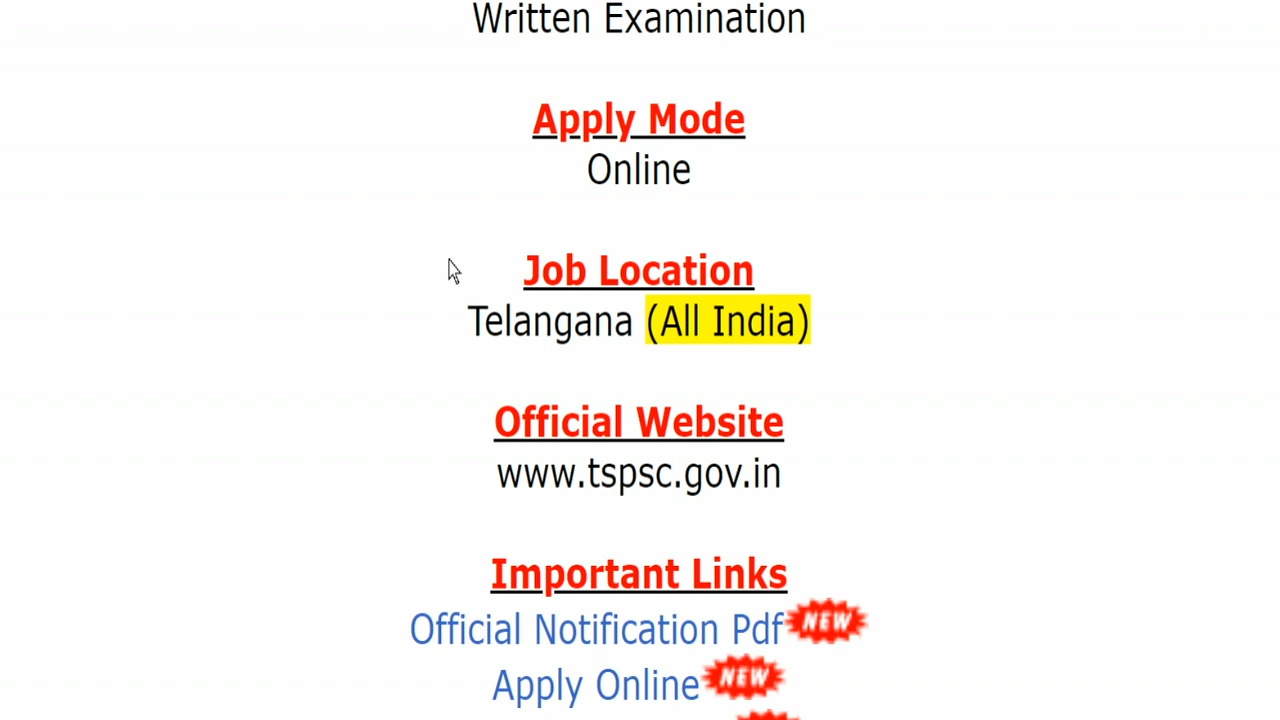 Written Examination
Apply Mode
Online
Job Location
Telangana (All India)
Official Website
www.tspsc.gov.in
Important Links
Official Notification Pdf NEW
Apply Online NEW